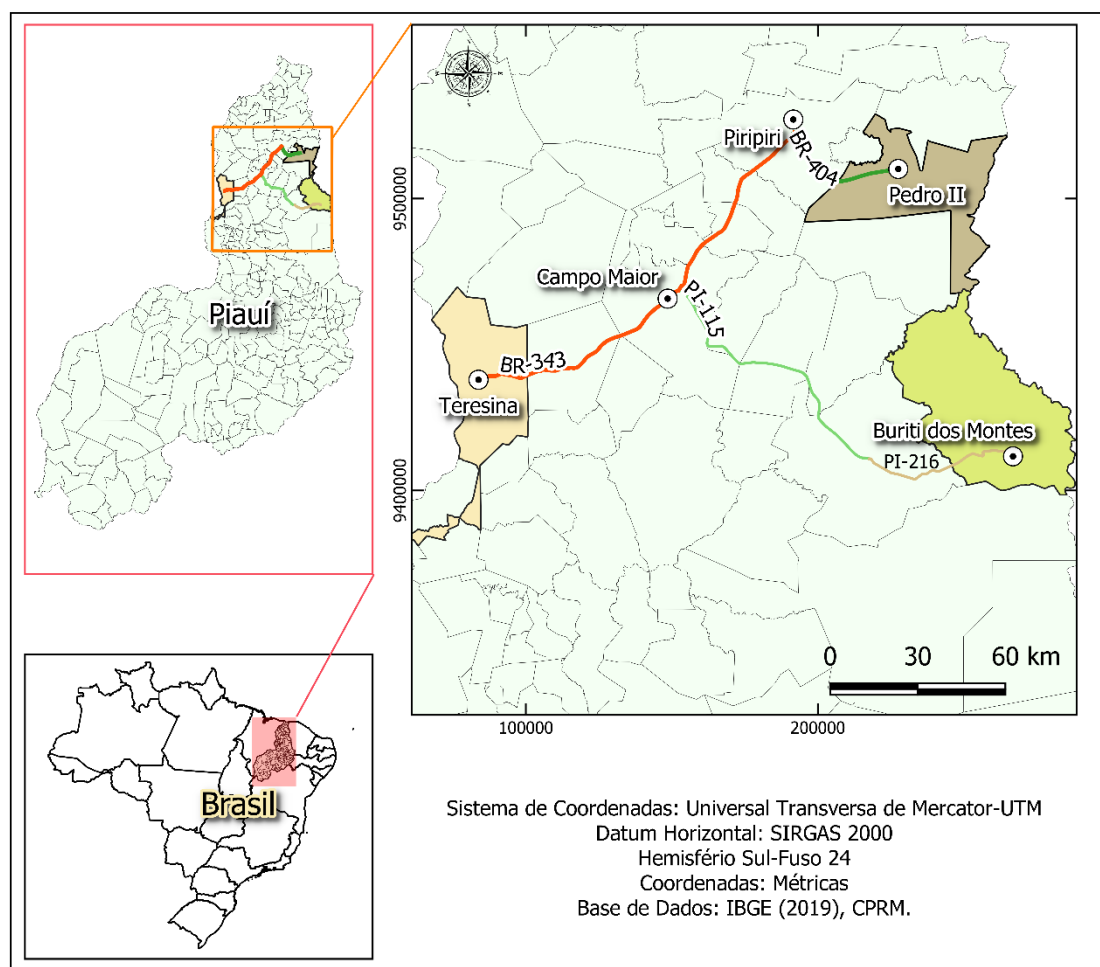 Piauí
Brasil
Piripiri
BR-404
Pedro II
Campo Maior
PI-115
BR-343
Teresina
Buriti dos Montes
PI-216
9500000
9400000
0 30 60 km
100000 200000
Sistema de Coordenadas: Universal Transversa de Mercator-UTM
Datum Horizontal: SIRGAS 2000
Hemisfério Sul-Fuso 24
Coordenadas: Métricas
Base de Dados: IBGE (2019), CPRM.